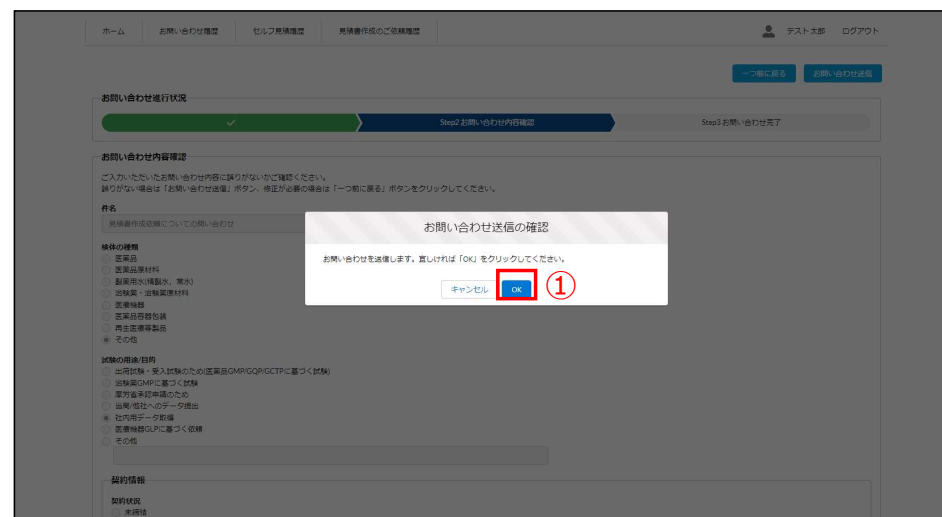 ホーム お問い合わせ履歴 セルフ見積履歴 見積書作成のご依頼履歴 テスト太郎 ログアウト
一つ前に戻る お問い合わせ送信
お問い合わせ進行状況
Step2 お問い合わせ内容確認 Step3 お問い合わせ完了
お問い合わせ内容確認
ご入力いただいたお問い合わせ内容に誤りがないかご確認ください。
誤りがない場合は「お問い合わせ送信」ボタン、修正が必要の場合は「一つ前に戻る」ボタンをクリックしてください。
件名
見積書作成依頼についての問い合わせ
お問い合わせ送信の確認
お問い合わせを送信します。宜しければ「OK」をクリックしてください。
キャンセル OK ①
検体の種類
医薬品
医薬品原材料
製薬用水(精製水、常水)
治験薬・治験薬原材料
医療機器
医薬品容器包装
再生医療等製品
その他
試験の用途/目的
出荷試験・受入試験のため(医薬品GMP/GQP/GCTPに基づく試験)
治験薬GMPに基づく試験
厚労省承認申請のため
当局/他社へのデータ提出
社内用データ取得
医療機器GLPに基づく依頼
その他
契約情報
契約状況
未締結